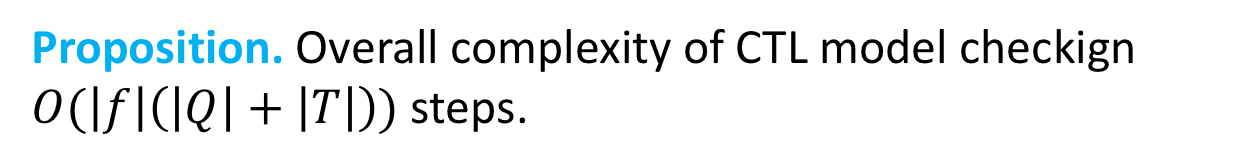 Proposition. Overall complexity of CTL model checkign
𝑂(|𝑓|(|𝑄| + |𝑇|)) steps.